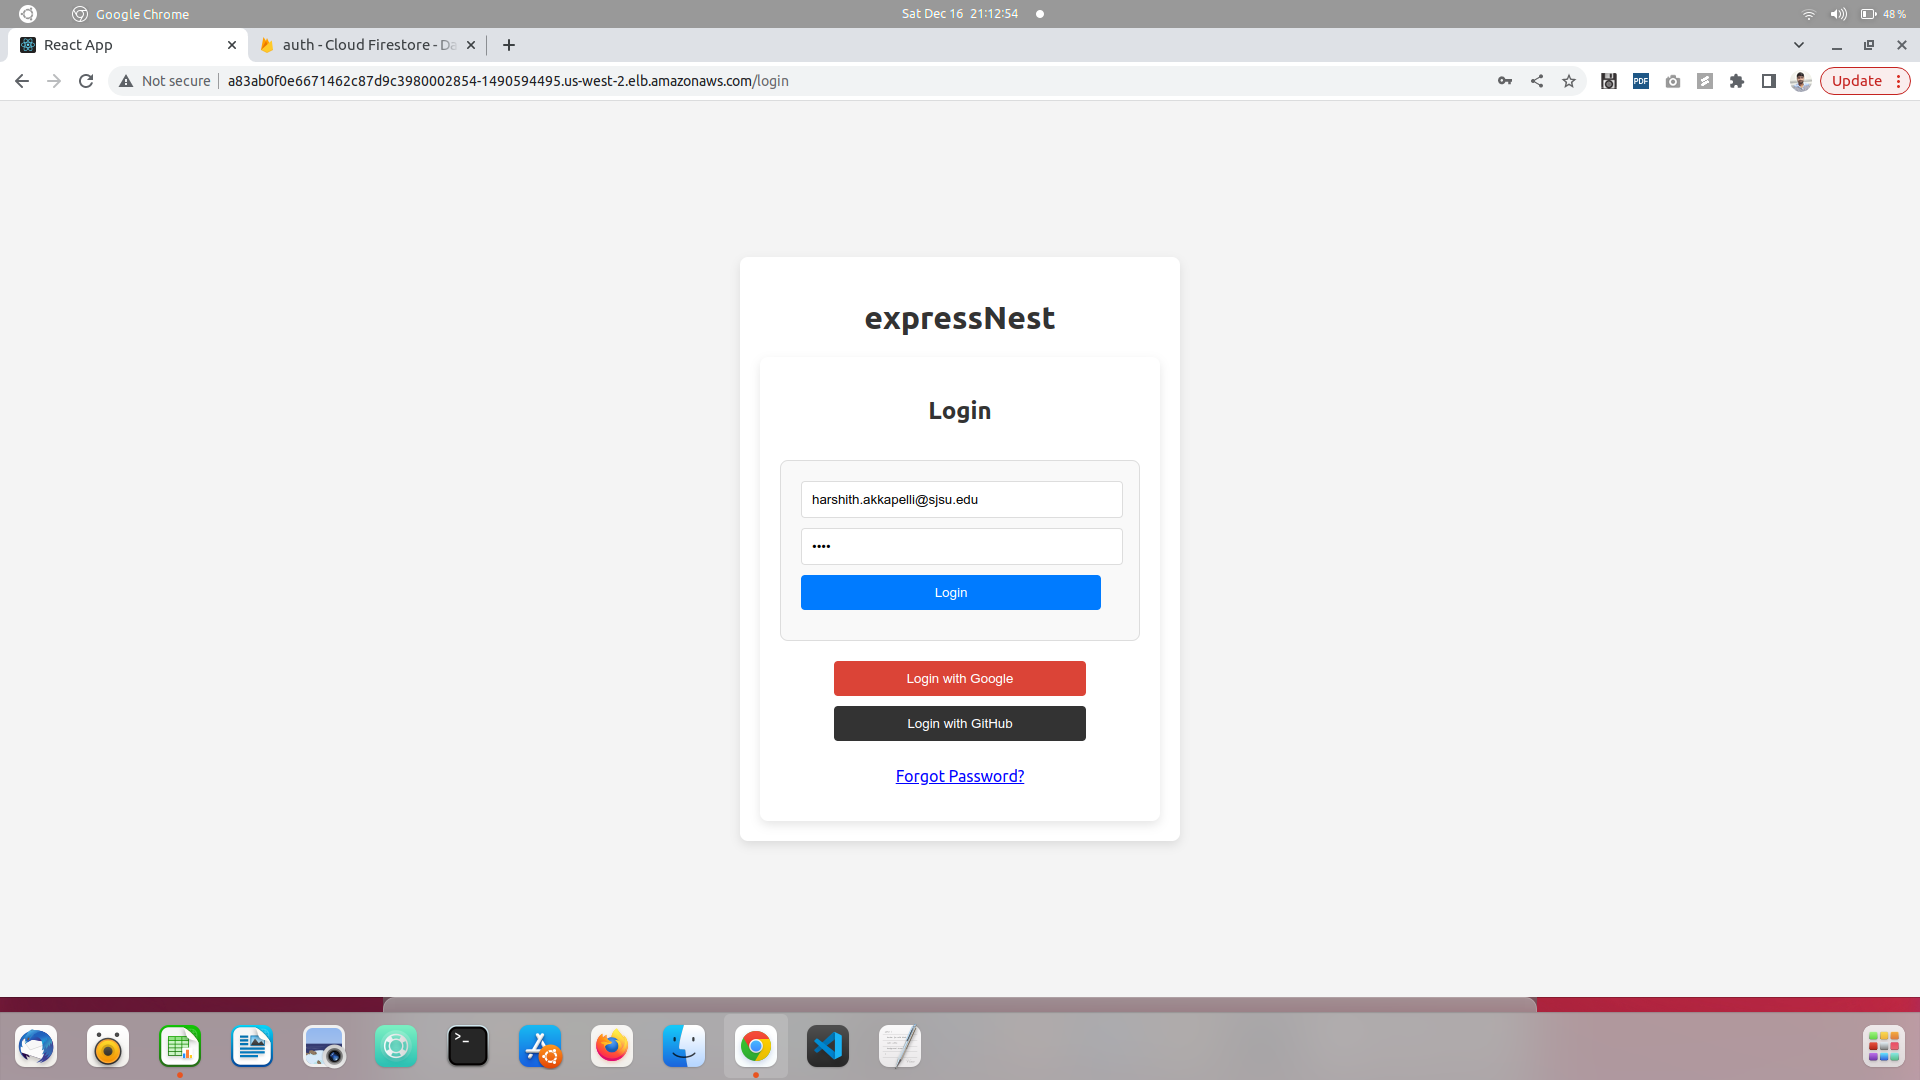 Google Chrome
Sat Dec 16 21:12:54
48 %
React App
auth - Cloud Firestore - Da
Not secure
a83ab0f0e6671462c87d9c3980002854-1490594495.us-west-2.elb.amazonaws.com/login
PDF
Update
expressNest
Login
harshith.akkapelli@sjsu.edu
••••
Login
Login with Google
Login with GitHub
Forgot Password?